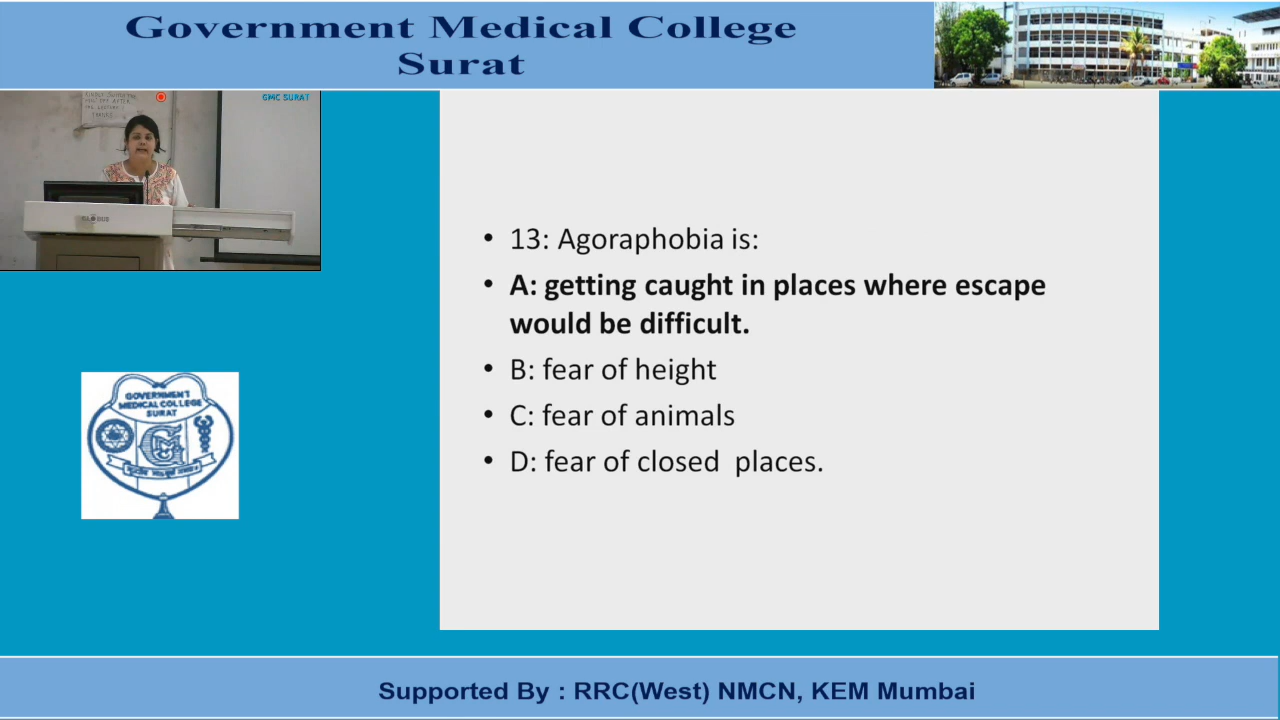 Government Medical College
Surat
GMC SURAT
• 13: Agoraphobia is:
• A: getting caught in places where escape
would be difficult.
• B: fear of height
• C: fear of animals
• D: fear of closed places.
GOVERNMENT
MEDICAL COLLEGE
SURAT
Supported By : RRC(West) NMCN, KEM Mumbai